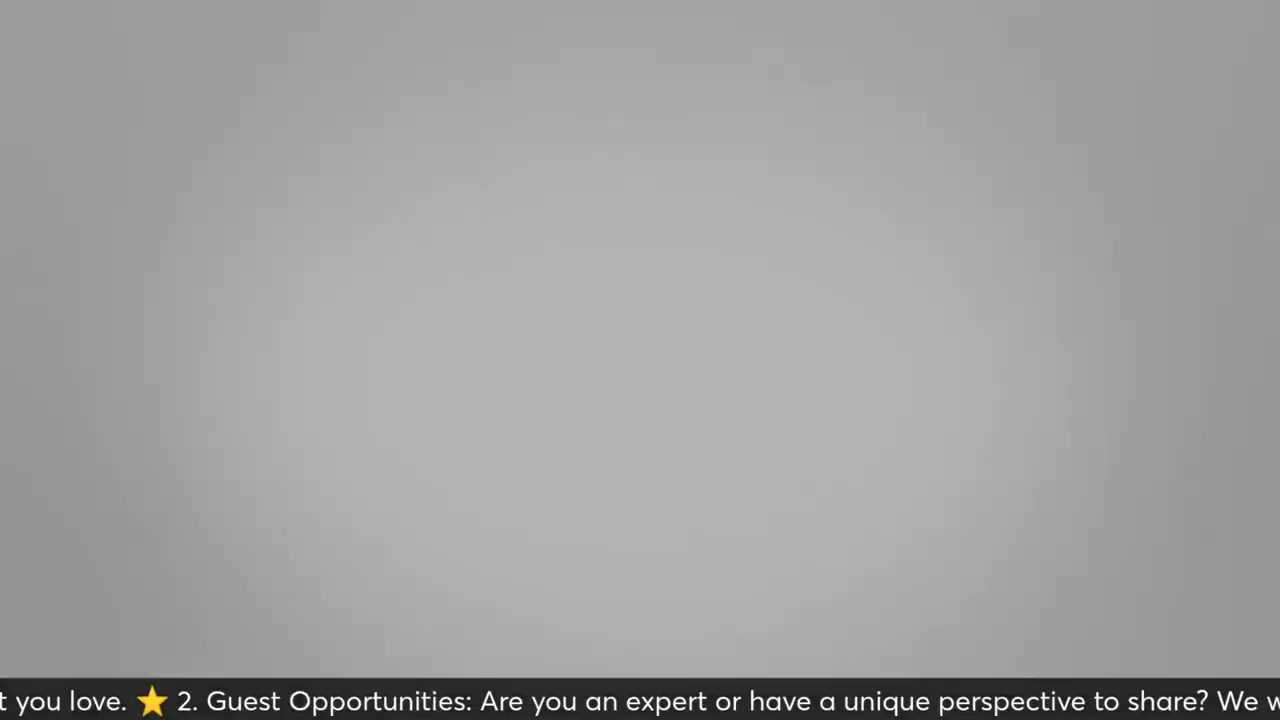 t you love. ⭐ 2. Guest Opportunities: Are you an expert or have a unique perspective to share? We w